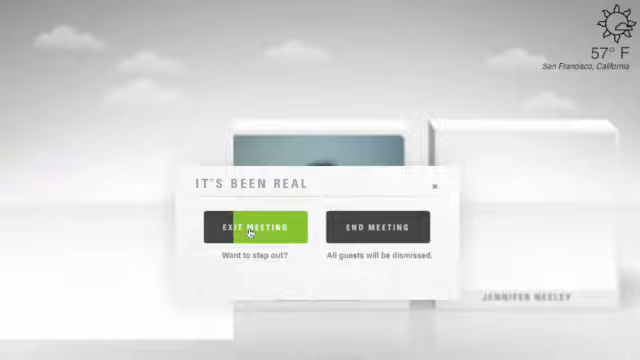 57° F
San Francisco, California
IT'S BEEN REAL
×
EXIT MEETING
END MEETING
Want to step out?
All guests will be dismissed.
JENNIFER NEELEY